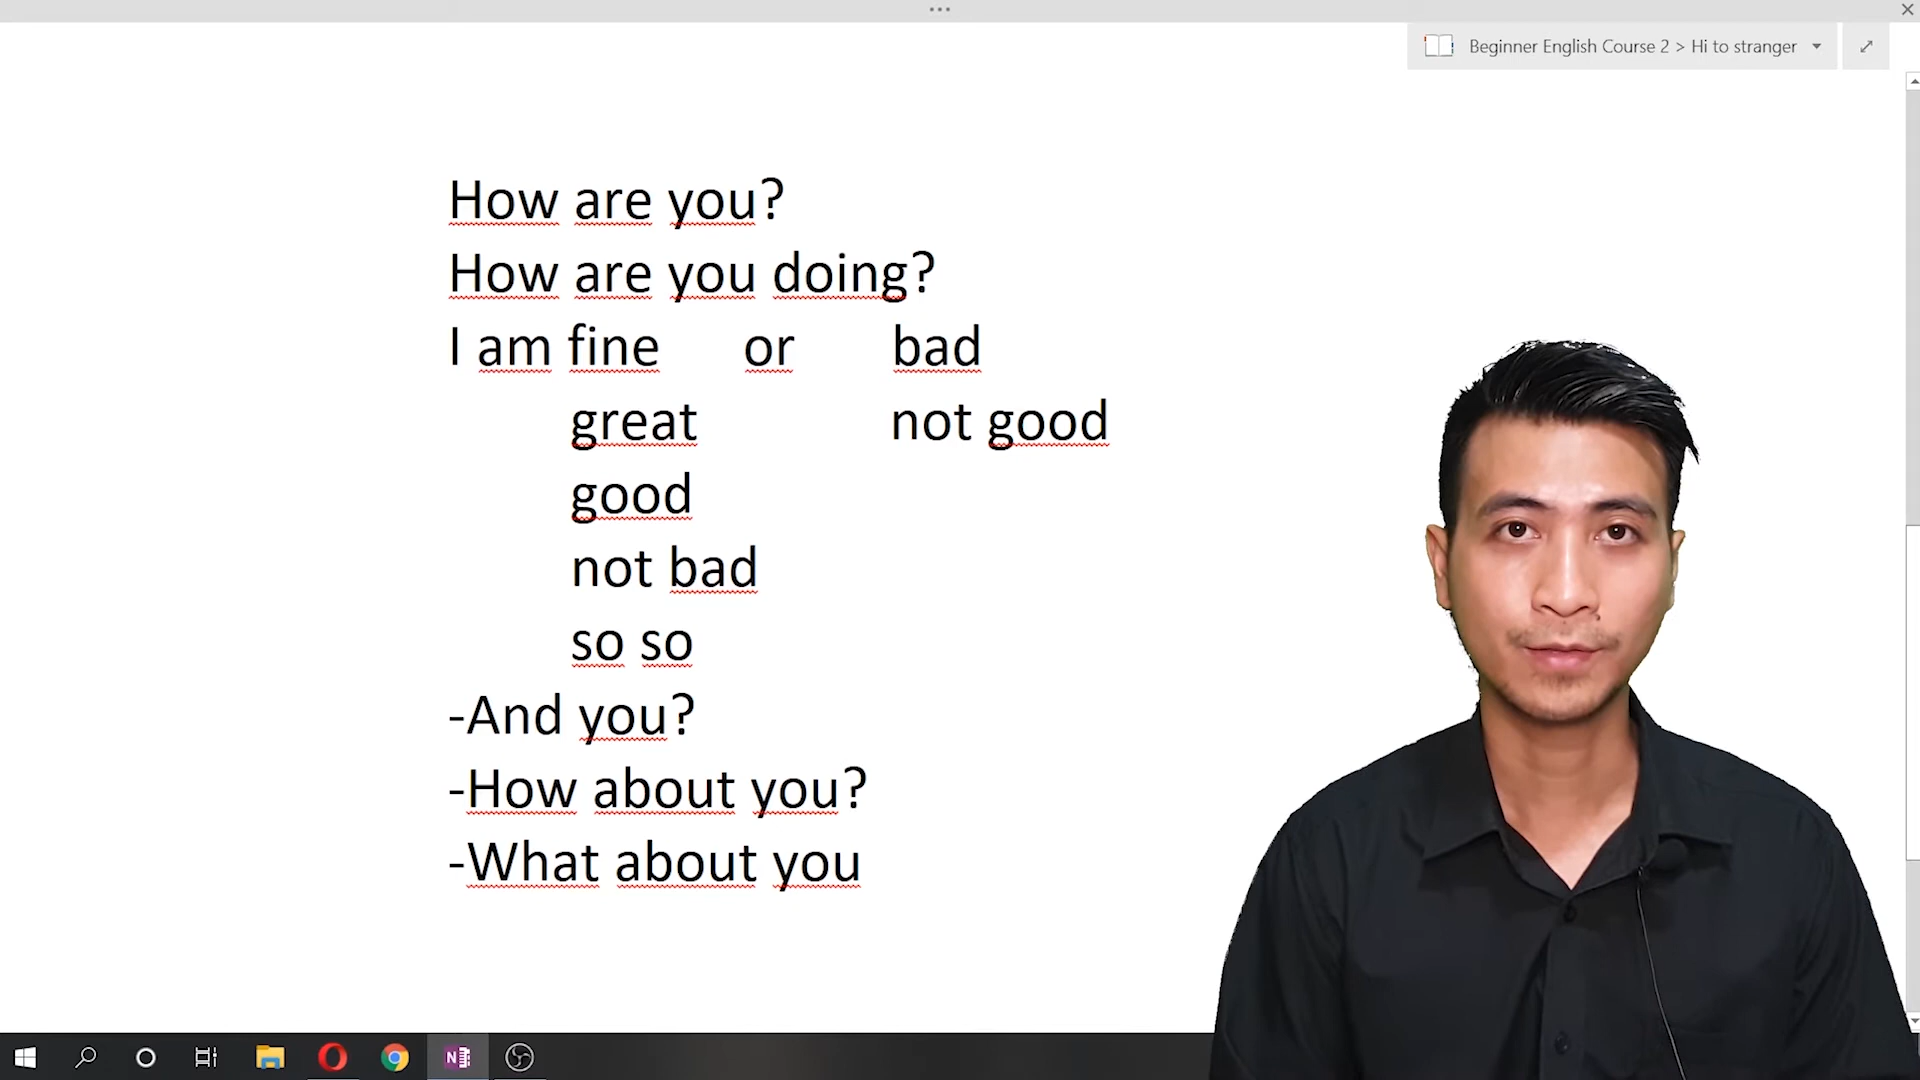 Beginner English Course 2 > Hi to stranger
How are you?
How are you doing?
I am fine or bad
great not good
good
not bad
so so
-And you?
-How about you?
-What about you